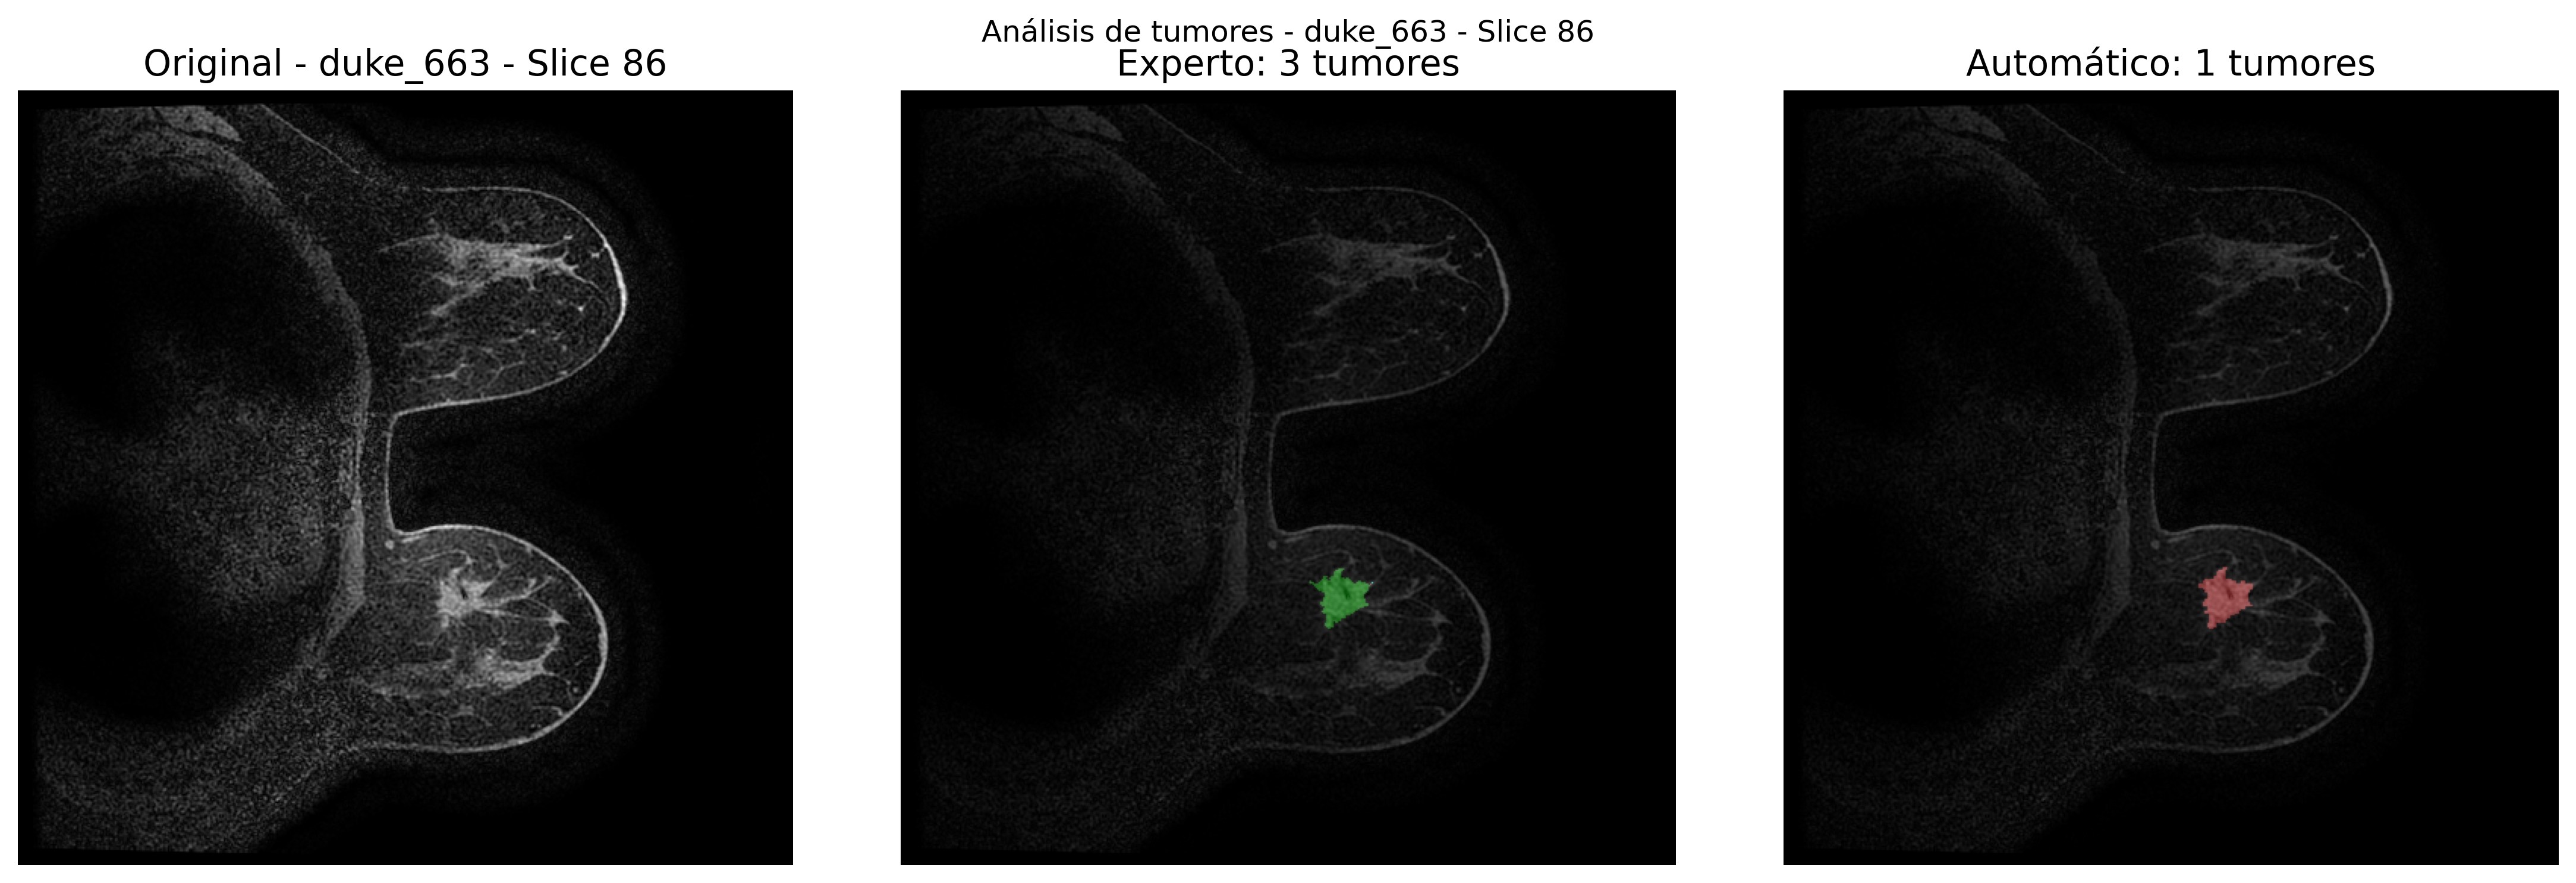 Análisis de tumores - duke_663 - Slice 86
Original - duke_663 - Slice 86
Experto: 3 tumores
Automático: 1 tumores